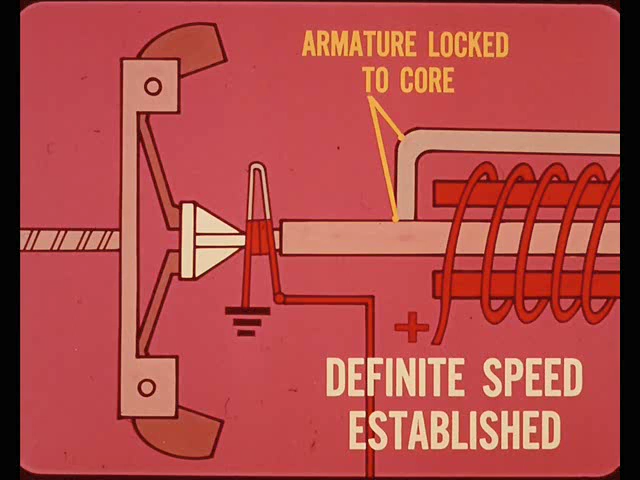 ARMATURE LOCKED
TO CORE
+
DEFINITE SPEED
ESTABLISHED